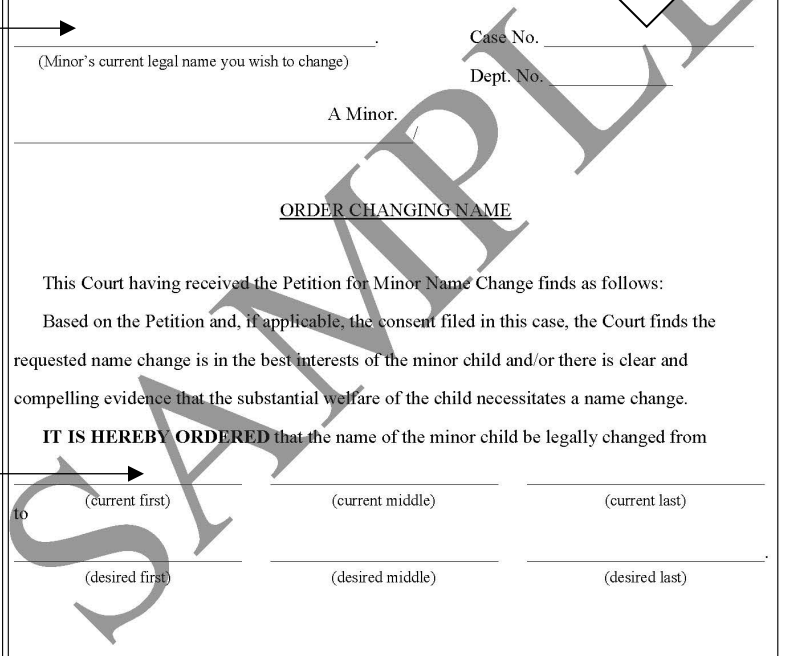 Case No.
(Minor's current legal name you wish to change)
Dept. No.
A Minor.
/
ORDER CHANGING NAME
This Court having received the Petition for Minor Name Change finds as follows:
Based on the Petition and, if applicable, the consent filed in this case, the Court finds the
requested name change is in the best interests of the minor child and/or there is clear and
compelling evidence that the substantial welfare of the child necessitates a name change.
IT IS HEREBY ORDERED that the name of the minor child be legally changed from
(current first) (current middle) (current last)
to
(desired first) (desired middle) (desired last)
SAMPLE